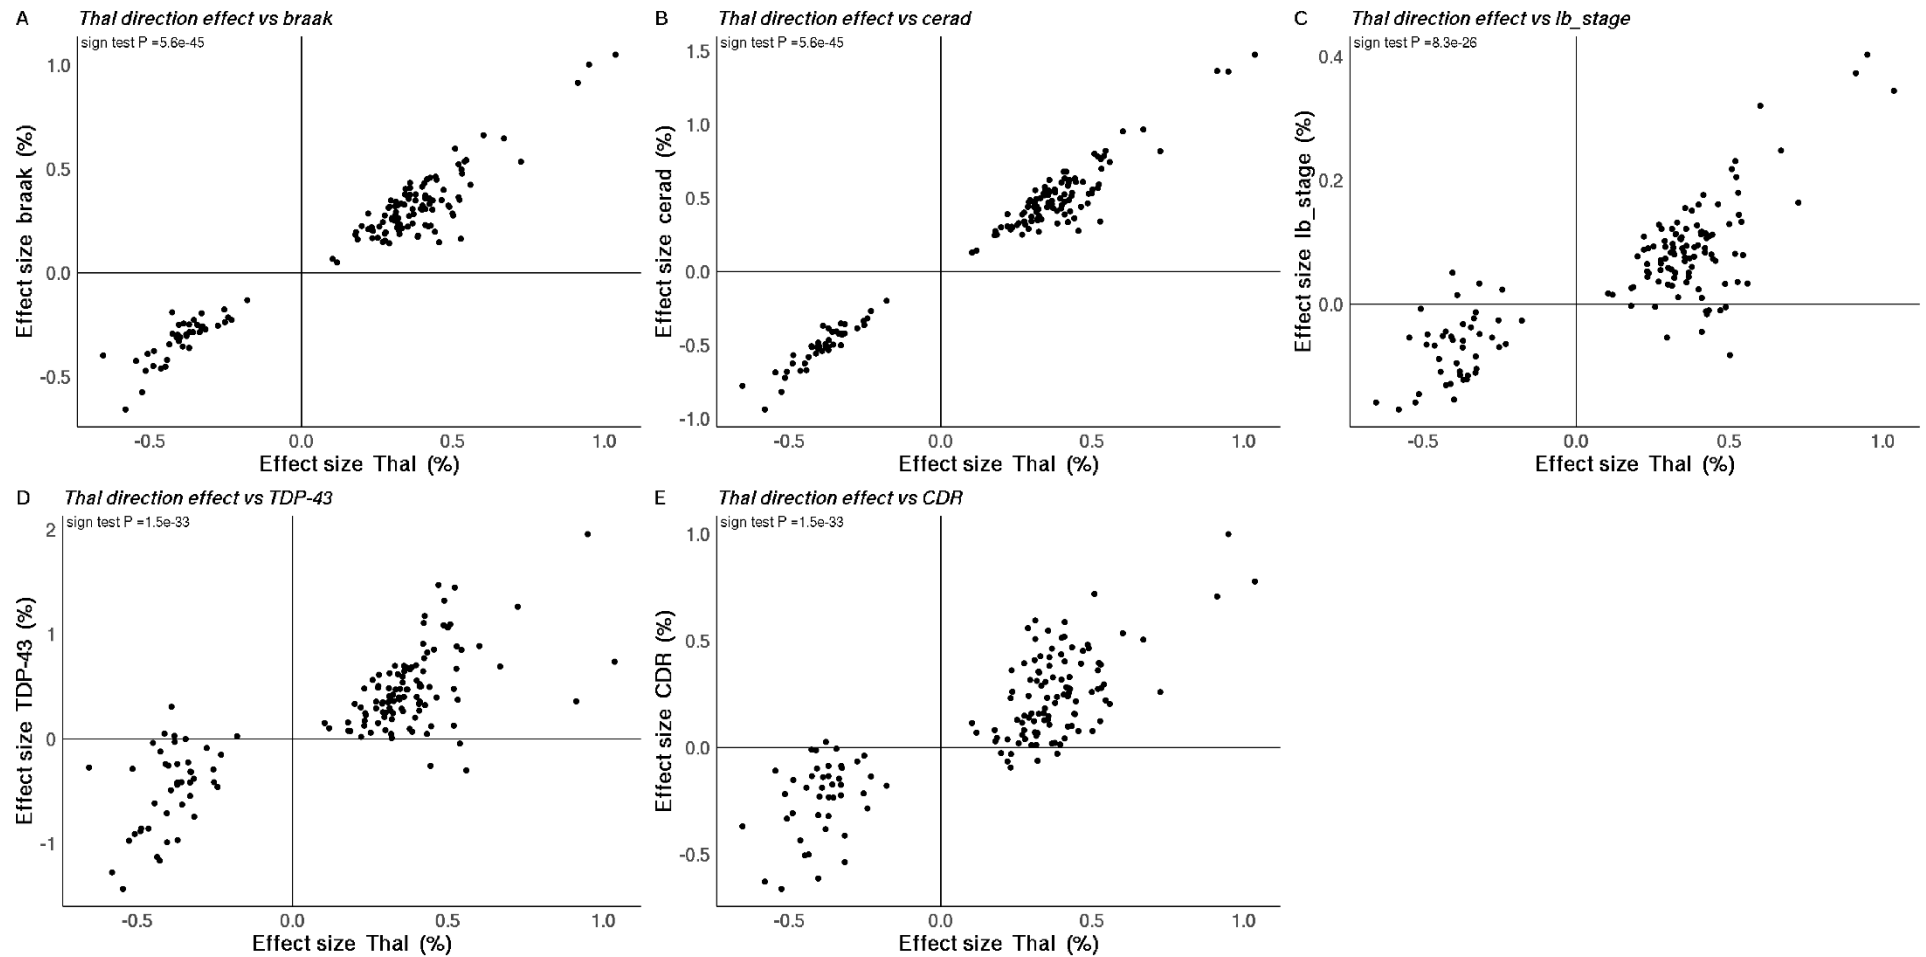 A Thal direction effect vs braak
sign test P =5.6e-45
1.0
0.5
0.0
-0.5
Effect size braak (%)
-0.5 0.0 0.5 1.0
Effect size Thal (%)
B Thal direction effect vs cerad
sign test P =5.6e-45
1.5
1.0
0.5
0.0
-0.5
-1.0
Effect size cerad (%)
-0.5 0.0 0.5 1.0
Effect size Thal (%)
C Thal direction effect vs lb_stage
sign test P =8.3e-26
0.4
0.2
0.0
Effect size lb_stage (%)
-0.5 0.0 0.5 1.0
Effect size Thal (%)
D Thal direction effect vs TDP-43
sign test P =1.5e-33
2
1
0
-1
Effect size TDP-43 (%)
-0.5 0.0 0.5 1.0
Effect size Thal (%)
E Thal direction effect vs CDR
sign test P =1.5e-33
1.0
0.5
0.0
-0.5
Effect size CDR (%)
-0.5 0.0 0.5 1.0
Effect size Thal (%)